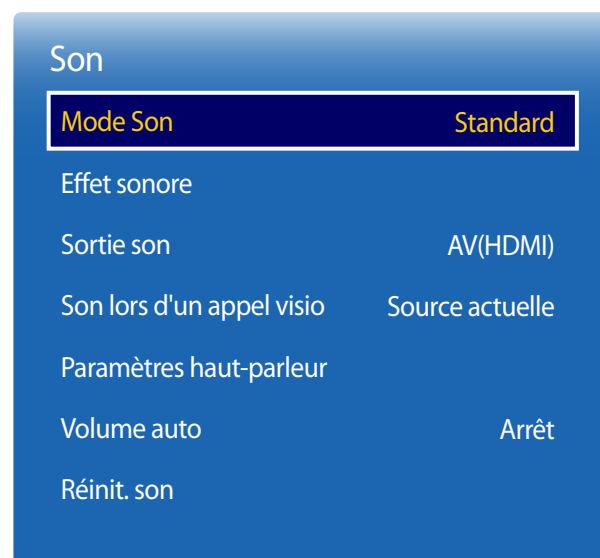 Son
Mode Son Standard
Effet sonore
Sortie son AV(HDMI)
Son lors d'un appel visio Source actuelle
Paramètres haut-parleur
Volume auto Arrêt
Réinit. son